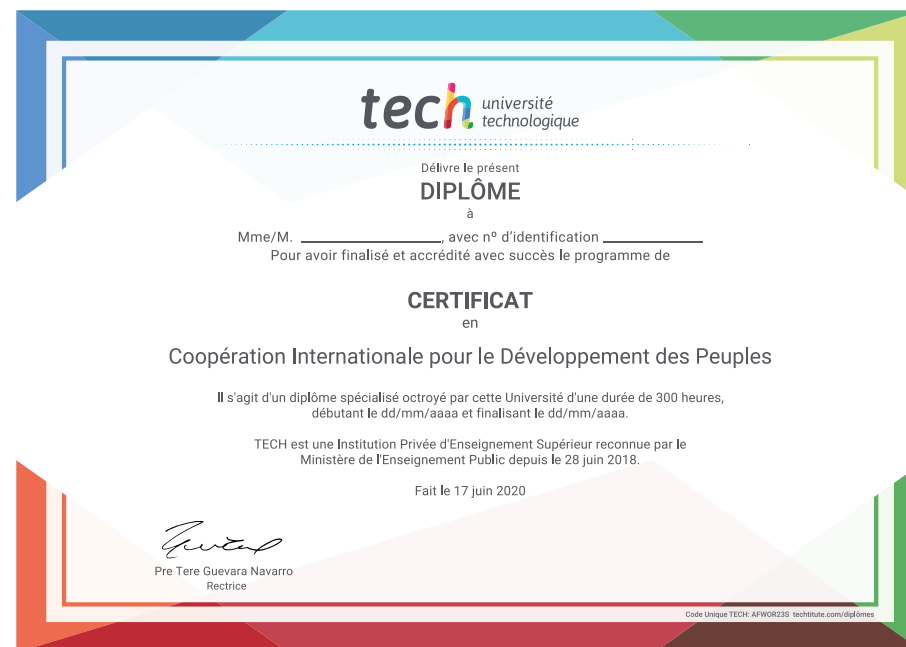 tech université
technologique
Délivre le présent
DIPLÔME
à
Mme/M. ____________________, avec nº d'identification ______________
Pour avoir finalisé et accrédité avec succès le programme de
CERTIFICAT
en
Coopération Internationale pour le Développement des Peuples
Il s'agit d'un diplôme spécialisé octroyé par cette Université d'une durée de 300 heures,
débutant le dd/mm/aaaa et finalisant le dd/mm/aaaa.
TECH est une Institution Privée d'Enseignement Supérieur reconnue par le
Ministère de l'Enseignement Public depuis le 28 juin 2018.
Fait le 17 juin 2020
Pre Tere Guevara Navarro
Rectrice
Code Unique TECH: AFWOR23S techtitute.com/diplômes